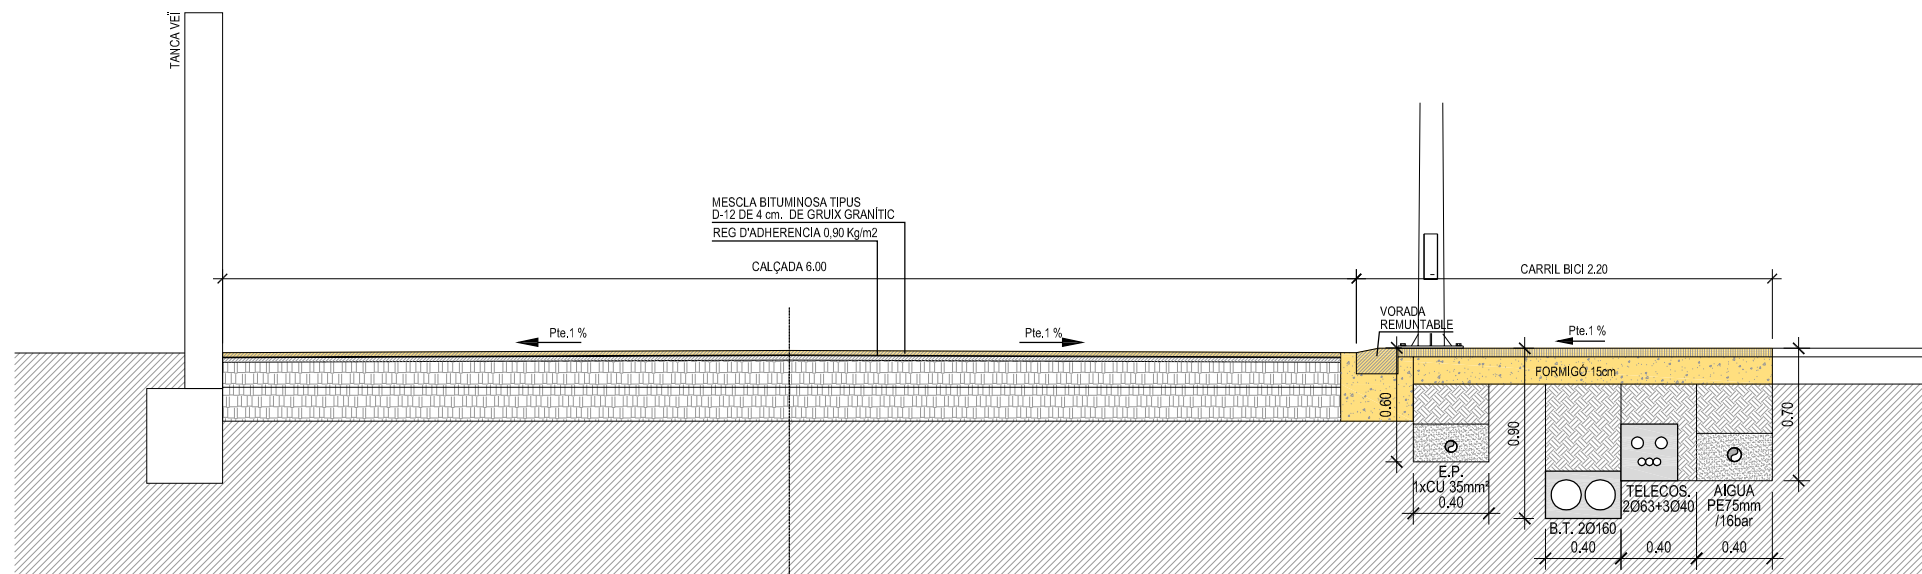 TANCA VEÏ
MESCLA BITUMINOSA TIPUS
D-12 DE 4 cm. DE GRUIX GRANÍTIC
REG D'ADHERENCIA 0,90 Kg/m2
CALÇADA 6.00
CARRIL BICI 2.20
VORADA
REMUNTABLE
Pte.1 %
Pte.1 %
Pte.1 %
FORMIGÓ 15cm
0.60
0.90
0.70
E.P.
1xCU 35mm²
0.40
B.T. 2Ø160
0.40
TELECOS.
2Ø63+3Ø40
0.40
AIGUA
PE75mm
/16bar
0.40